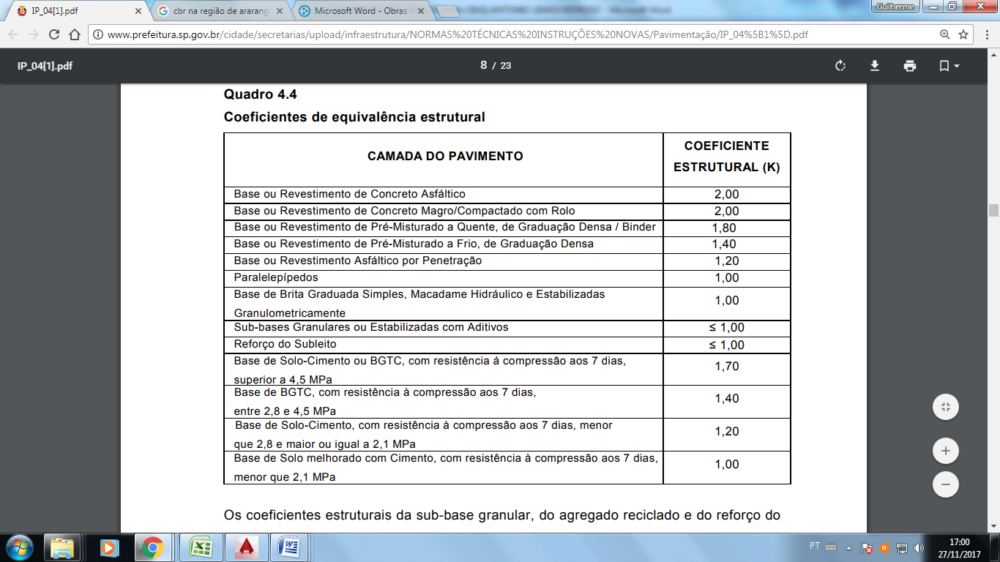 IP_04[1].pdf
cbr na região de ararang
Microsoft Word - Obras
Microsoft Word
Guilherme
www.prefeitura.sp.gov.br/cidade/secretarias/upload/infraestrutura/NORMAS%20TÉCNICAS%20INSTRUÇÕES%20NOVAS/Pavimentação/IP_04%5B1%5D.pdf
IP_04[1].pdf
8 / 23
Quadro 4.4
Coeficientes de equivalência estrutural
CAMADA DO PAVIMENTO
COEFICIENTE
ESTRUTURAL (K)
Base ou Revestimento de Concreto Asfáltico
2,00
Base ou Revestimento de Concreto Magro/Compactado com Rolo
2,00
Base ou Revestimento de Pré-Misturado a Quente, de Graduação Densa / Binder
1,80
Base ou Revestimento de Pré-Misturado a Frio, de Graduação Densa
1,40
Base ou Revestimento Asfáltico por Penetração
1,20
Paralelepípedos
1,00
Base de Brita Graduada Simples, Macadame Hidráulico e Estabilizadas
Granulometricamente
1,00
Sub-bases Granulares ou Estabilizadas com Aditivos
≤ 1,00
Reforço do Subleito
≤ 1,00
Base de Solo-Cimento ou BGTC, com resistência á compressão aos 7 dias,
superior a 4,5 MPa
1,70
Base de BGTC, com resistência à compressão aos 7 dias,
entre 2,8 e 4,5 MPa
1,40
Base de Solo-Cimento, com resistência à compressão aos 7 dias, menor
que 2,8 e maior ou igual a 2,1 MPa
1,20
Base de Solo melhorado com Cimento, com resistência à compressão aos 7 dias,
menor que 2,1 MPa
1,00
Os coeficientes estruturais da sub-base granular, do agregado reciclado e do reforço do
PT
17:00
27/11/2017